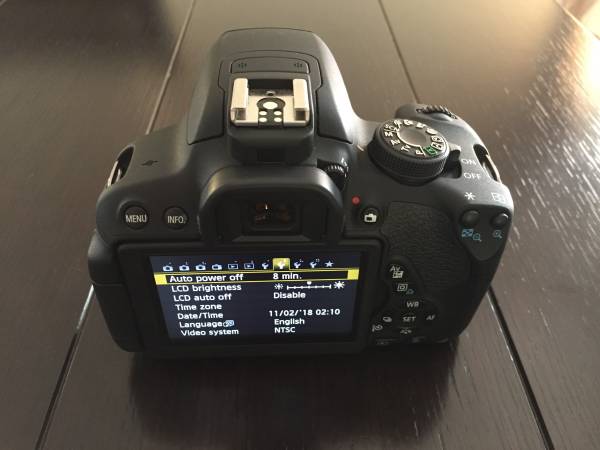 ON
OFF
MENU
INFO.
Av
WB
SET
AF
Auto power off 8 min.
LCD brightness
LCD auto off Disable
Time zone
Date/Time 11/02/'18 02:10
Language English
Video system NTSC